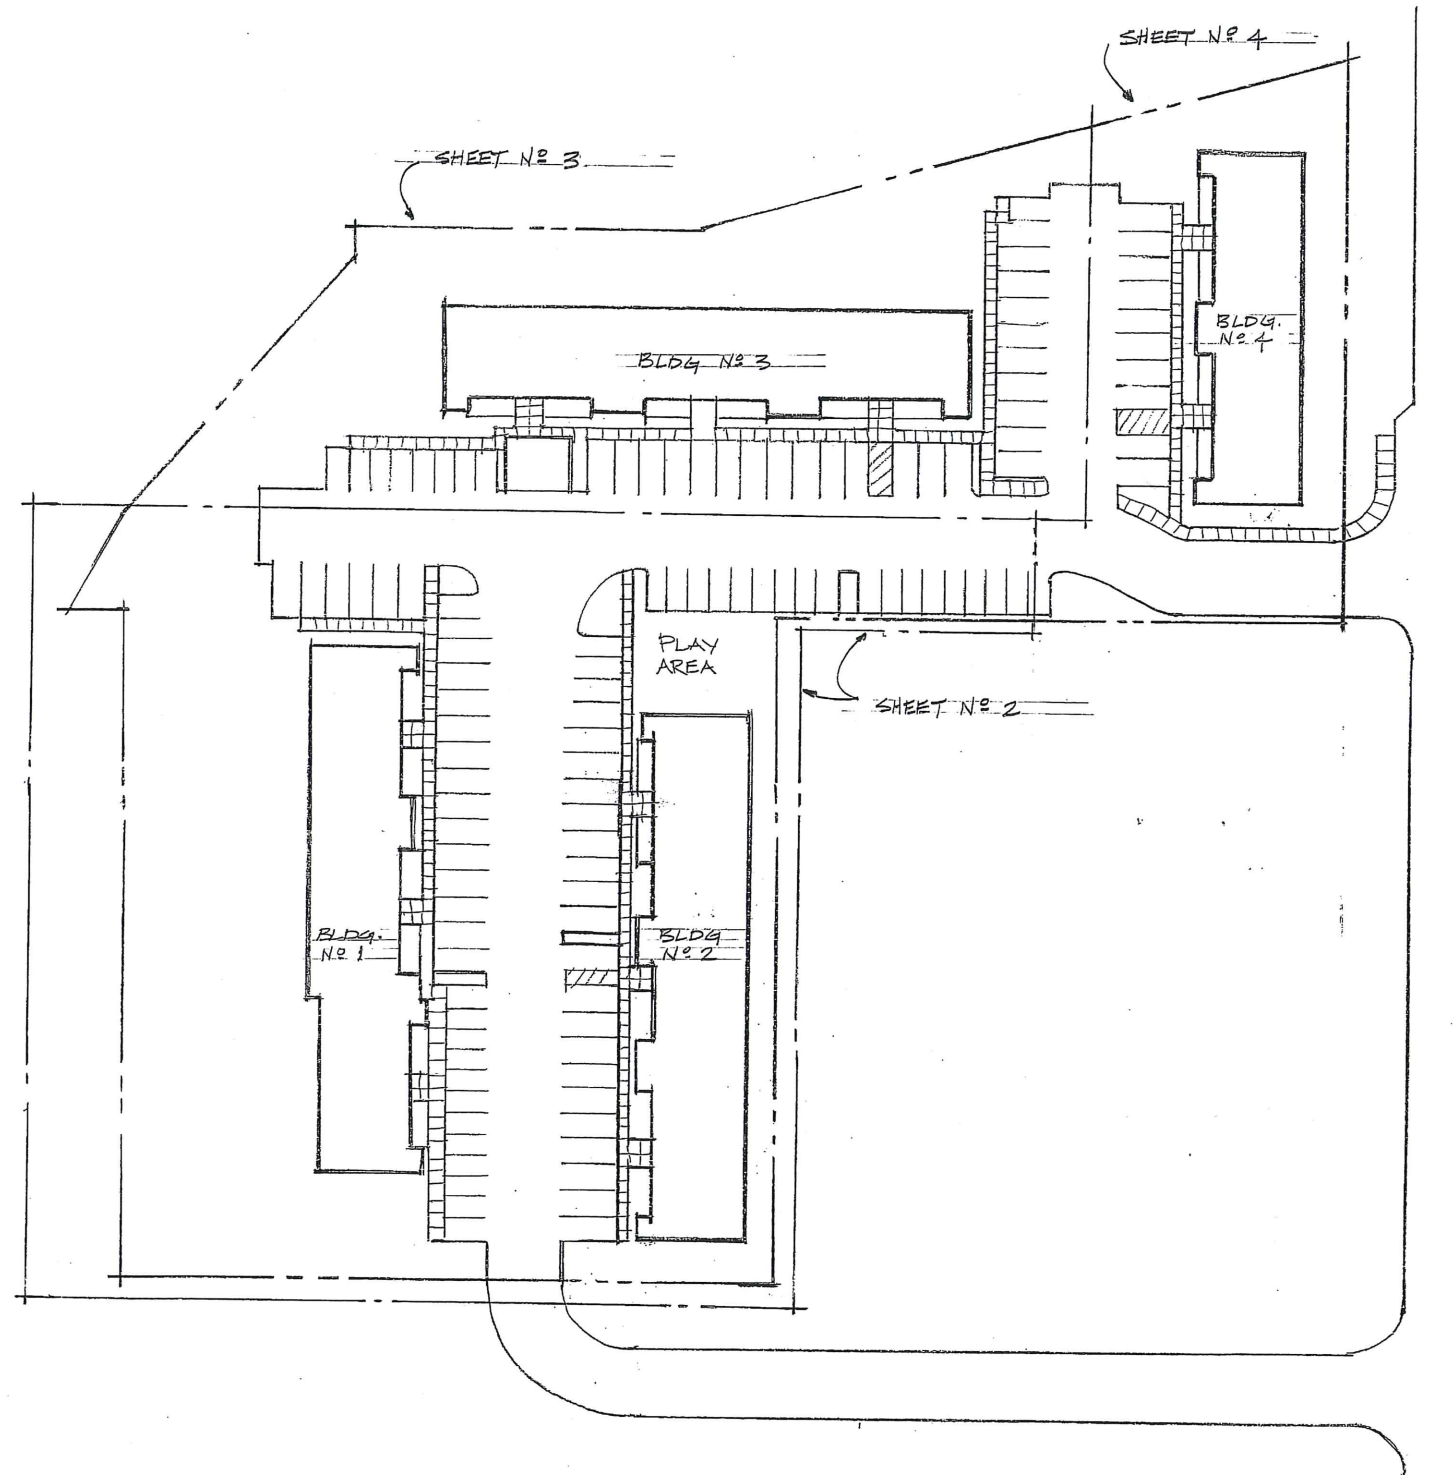 SHEET Nº 4
SHEET Nº 3
BLDG.
Nº 4
BLDG Nº 3
PLAY
AREA
SHEET Nº 2
BLDG.
Nº 1
BLDG
Nº 2